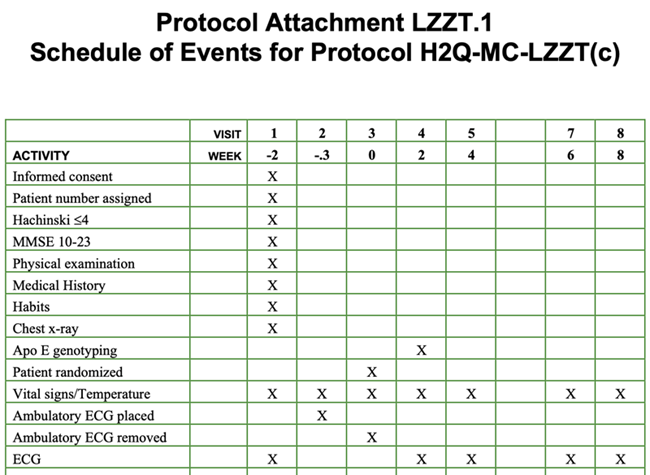 Protocol Attachment LZZT.1
Schedule of Events for Protocol H2Q-MC-LZZT(c)
VISIT 1 2 3 4 5 7 8
ACTIVITY WEEK -2 -.3 0 2 4 6 8
Informed consent X
Patient number assigned X
Hachinski ≤4 X
MMSE 10-23 X
Physical examination X
Medical History X
Habits X
Chest x-ray X
Apo E genotyping X
Patient randomized X
Vital signs/Temperature X X X X X X X
Ambulatory ECG placed X
Ambulatory ECG removed X
ECG X X X X X